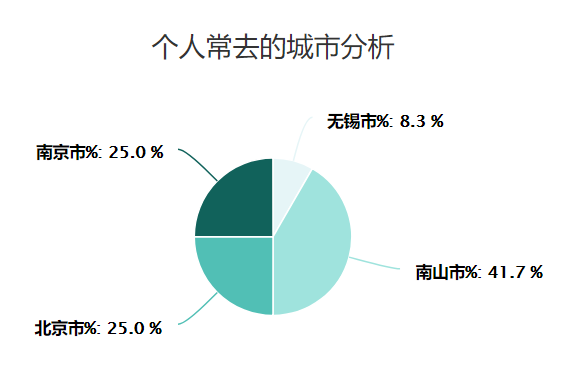 个人常去的城市分析
无锡市%: 8.3 %
南京市%: 25.0 %
南山市%: 41.7 %
北京市%: 25.0 %